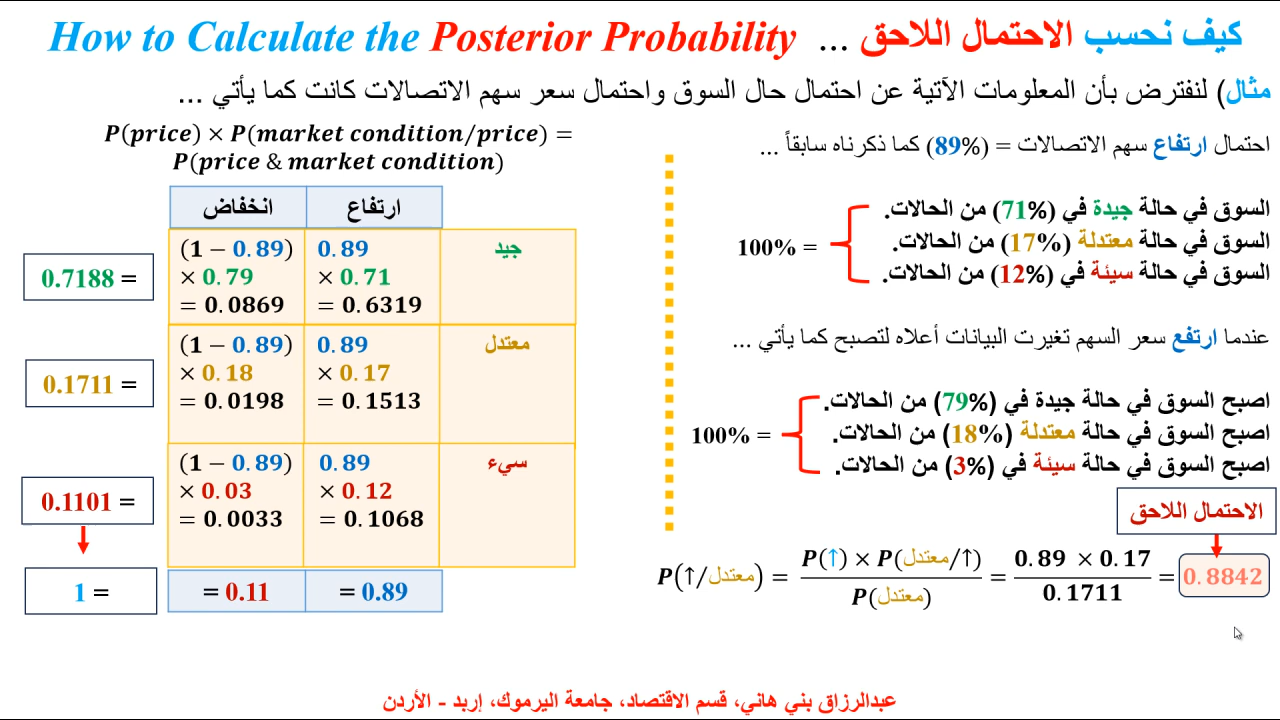 How to Calculate the Posterior Probability ... كيف نحسب الاحتمال اللاحق
مثال) لنفترض بأن المعلومات الآتية عن احتمال حال السوق واحتمال سعر سهم الاتصالات كانت كما يأتي ...
احتمال ارتفاع سهم الاتصالات = (89%) كما ذكرناه سابقاً ...
السوق في حالة جيدة في (71%) من الحالات.
السوق في حالة معتدلة (17%) من الحالات.
السوق في حالة سيئة في (12%) من الحالات.
100% =
عندما ارتفع سعر السهم تغيرت البيانات أعلاه لتصبح كما يأتي ...
اصبح السوق في حالة جيدة في (79%) من الحالات.
اصبح السوق في حالة معتدلة (18%) من الحالات.
اصبح السوق في حالة سيئة في (3%) من الحالات.
100% =
الاحتمال اللاحق
P(↑/معتدل) = P(↑) × P(معتدل/↑) / P(معتدل) = 0.89 × 0.17 / 0.1711 = 0.8842
P(price) × P(market condition/price) =
P(price & market condition)
ارتفاع انخفاض
جيد
0.89
× 0.71
= 0.6319
(1 − 0.89)
× 0.79
= 0.0869
0.7188 =
معتدل
0.89
× 0.17
= 0.1513
(1 − 0.89)
× 0.18
= 0.0198
0.1711 =
سيء
0.89
× 0.12
= 0.1068
(1 − 0.89)
× 0.03
= 0.0033
0.1101 =
= 0.89
= 0.11
1 =
عبدالرزاق بني هاني، قسم الاقتصاد، جامعة اليرموك، إربد - الأردن